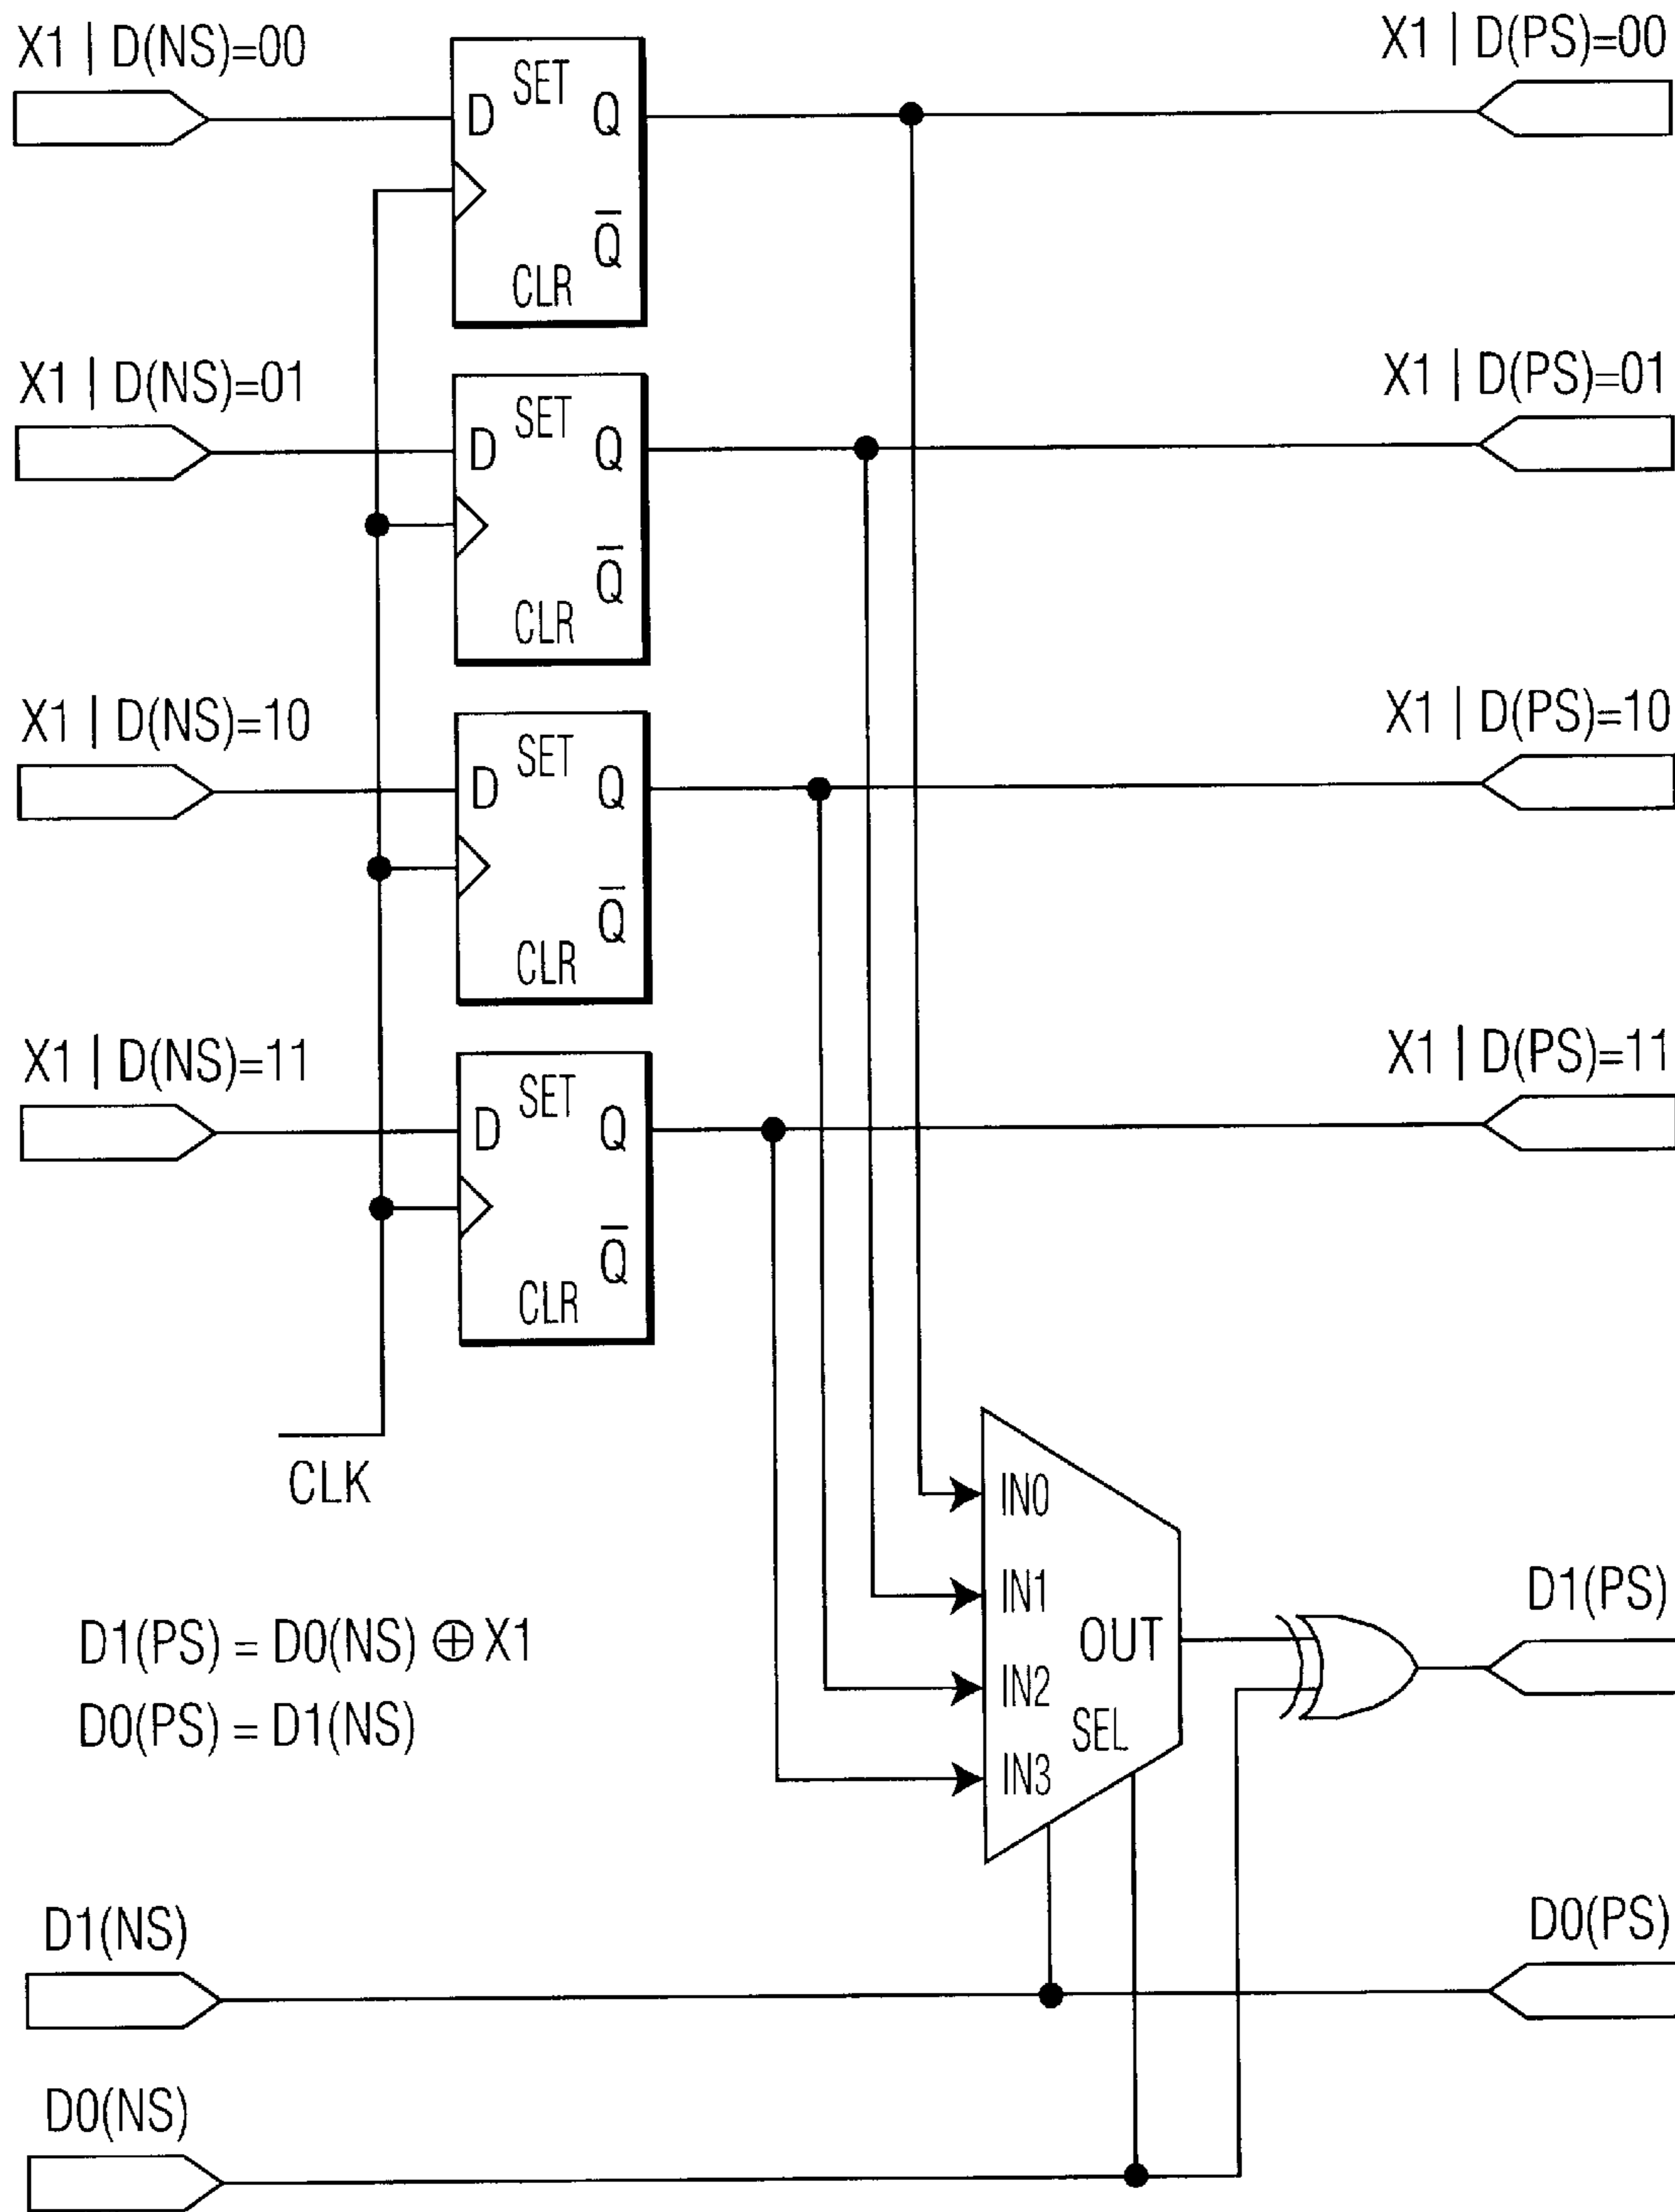 X1 | D(NS)=00
X1 | D(PS)=00
D SET Q
Q̅
CLR
X1 | D(NS)=01
X1 | D(PS)=01
D SET Q
Q̅
CLR
X1 | D(NS)=10
X1 | D(PS)=10
D SET Q
Q̅
CLR
X1 | D(NS)=11
X1 | D(PS)=11
D SET Q
Q̅
CLR
CLK
IN0
IN1
OUT
IN2
SEL
IN3
D1(PS)
D1(PS) = D0(NS) ⊕ X1
D0(PS) = D1(NS)
D1(NS)
D0(PS)
D0(NS)